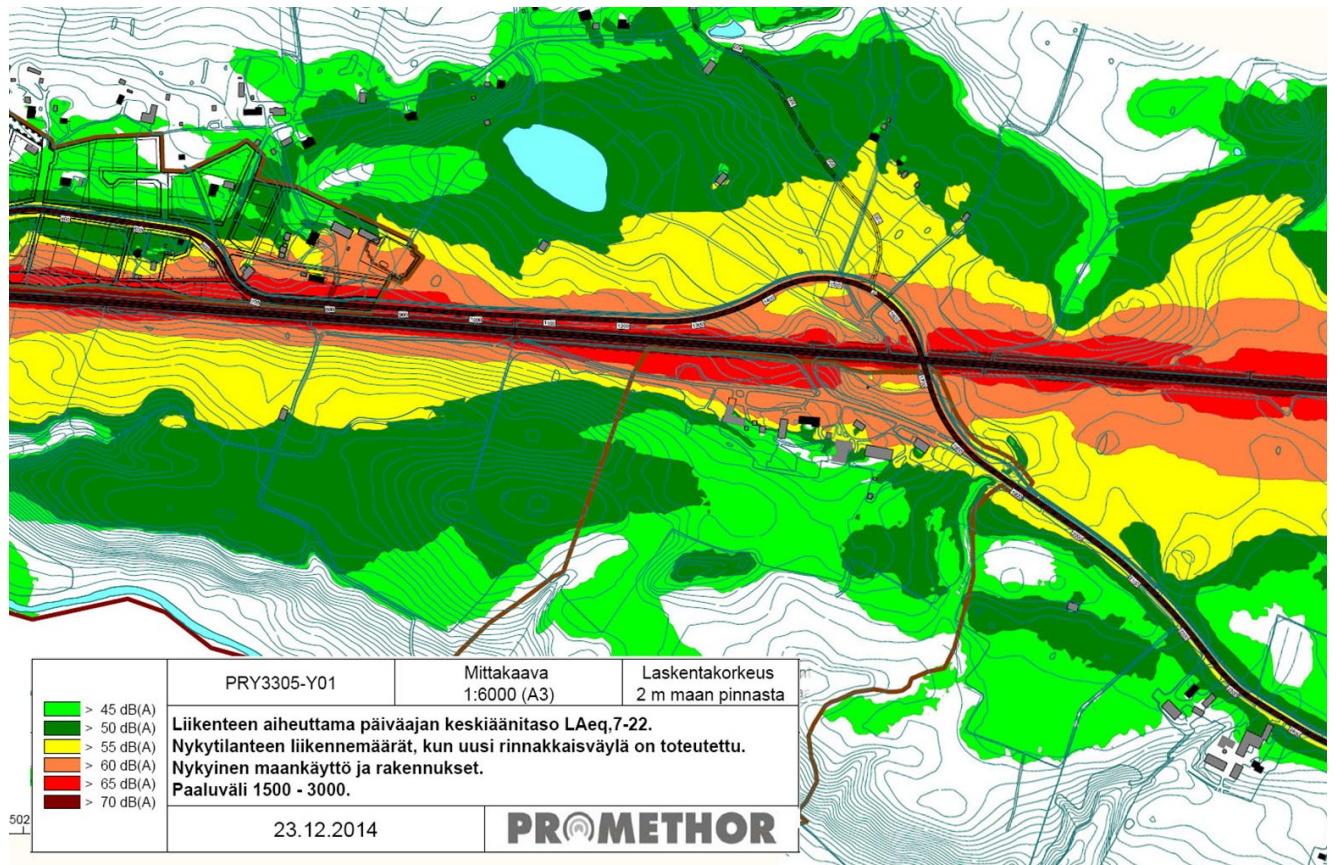 PRY3305-Y01
Mittakaava
1:6000 (A3)
Laskentakorkeus
2 m maan pinnasta
> 45 dB(A)
> 50 dB(A)
> 55 dB(A)
> 60 dB(A)
> 65 dB(A)
> 70 dB(A)
Liikenteen aiheuttama päiväajan keskiäänitaso LAeq,7-22.
Nykytilanteen liikennemäärät, kun uusi rinnakkaisväylä on toteutettu.
Nykyinen maankäyttö ja rakennukset.
Paaluväli 1500 - 3000.
502
23.12.2014
PROMETHOR